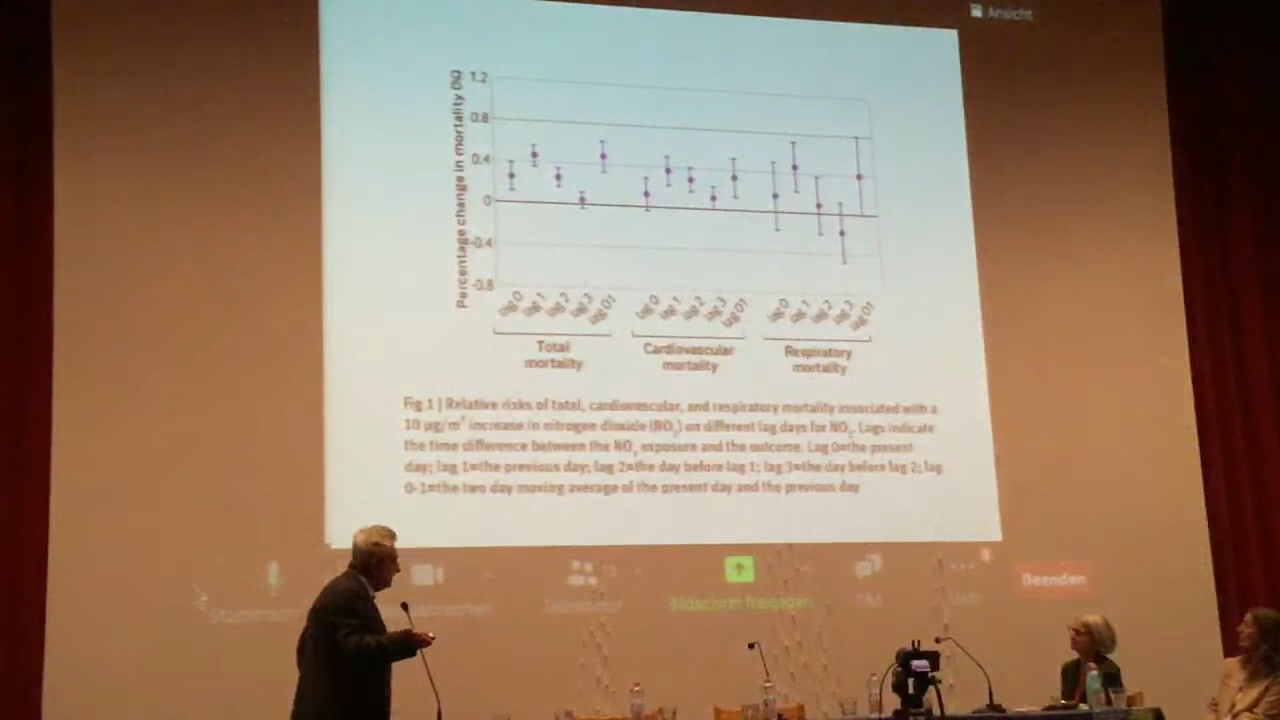 Ansicht
Percentage change in mortality (%)
1.2
0.8
0.4
0
-0.4
-0.8
lag 0 lag 1 lag 2 lag 3 lag 01 lag 0 lag 1 lag 2 lag 3 lag 01 lag 0 lag 1 lag 2 lag 3 lag 01
Total mortality
Cardiovascular mortality
Respiratory mortality
Fig 1 | Relative risks of total, cardiovascular, and respiratory mortality associated with a
10 µg/m³ increase in nitrogen dioxide (NO₂) on different lag days for NO₂. Lags indicate
the time difference between the NO₂ exposure and the outcome. Lag 0=the present
day; lag 1=the previous day; lag 2=the day before lag 1; lag 3=the day before lag 2; lag
0-1=the two day moving average of the present day and the previous day
Bildschirm freigeben
Beenden